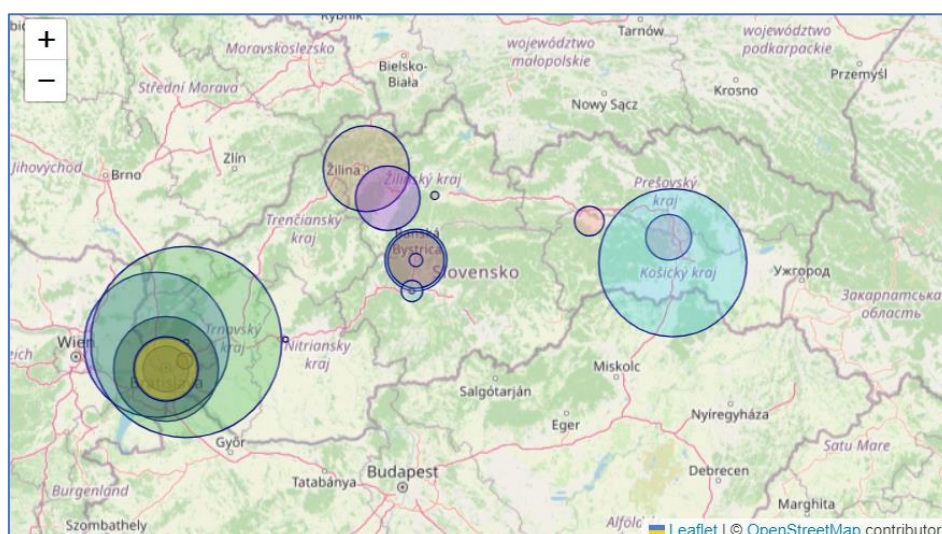 +
−
Rybnik
Tarnów
Moravskoslezsko
województwo
małopolskie
województwo
podkarpackie
Bielsko-
Biała
Przemyśl
Střední Morava
Krosno
Nowy Sącz
Jihovýchod
Zlín
Brno
Žilina
Žilinský kraj
Prešovský
kraj
Trenčiansky
kraj
Banská
Bystrica
Slovensko
Košický kraj
Ужгород
Закарпатська
область
Trnavský
kraj
Wien
Nitriansky
kraj
Bratislava
Miskolc
Salgótarján
Nyíregyháza
Eger
Győr
Satu Mare
Budapest
Debrecen
Tatabánya
Burgenland
Marghita
Szombathely
Leaflet | © OpenStreetMap contributor